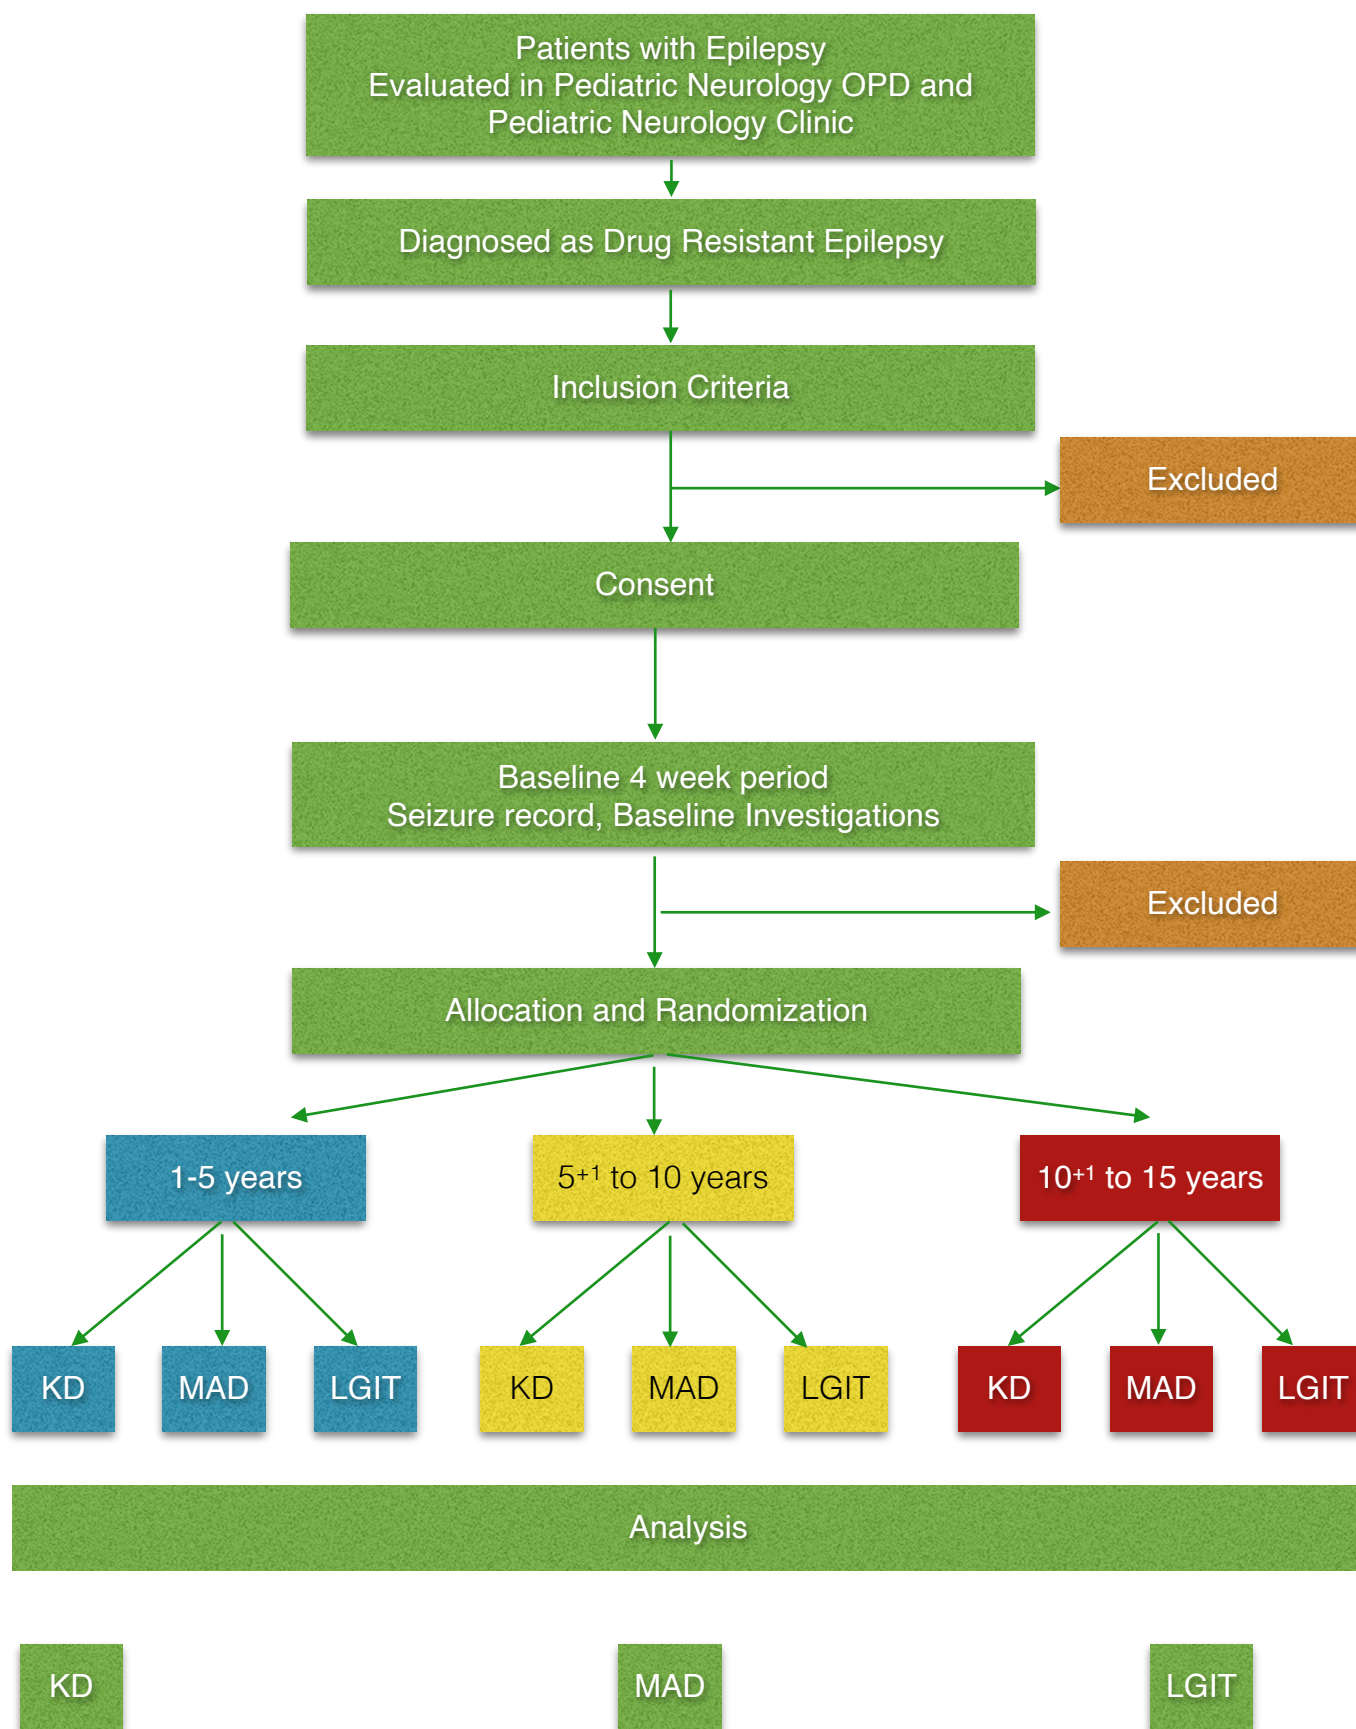 Patients with Epilepsy
Evaluated in Pediatric Neurology OPD and
Pediatric Neurology Clinic
Diagnosed as Drug Resistant Epilepsy
Inclusion Criteria
Excluded
Consent
Baseline 4 week period
Seizure record, Baseline Investigations
Excluded
Allocation and Randomization
1-5 years
5⁺¹ to 10 years
10⁺¹ to 15 years
KD
MAD
LGIT
KD
MAD
LGIT
KD
MAD
LGIT
Analysis
KD
MAD
LGIT